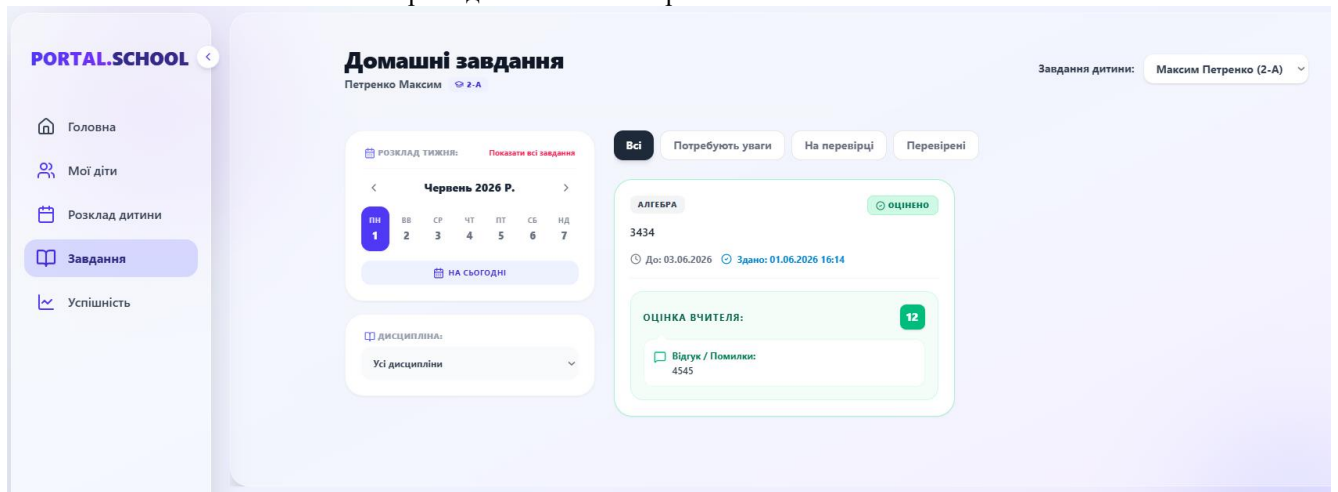 PORTAL.SCHOOL
Головна
Мої діти
Розклад дитини
Завдання
Успішність
Домашні завдання
Петренко Максим 2-А
Завдання дитини: Максим Петренко (2-А)
РОЗКЛАД ТИЖНЯ: Показати всі завдання
Червень 2026 Р.
ПН ВВ СР ЧТ ПТ СБ НД
1 2 3 4 5 6 7
НА СЬОГОДНІ
ДИСЦИПЛІНА:
Усі дисципліни
Всі Потребують уваги На перевірці Перевірені
АЛГЕБРА ОЦІНЕНО
3434
До: 03.06.2026 Здано: 01.06.2026 16:14
ОЦІНКА ВЧИТЕЛЯ: 12
Відгук / Помилки:
4545